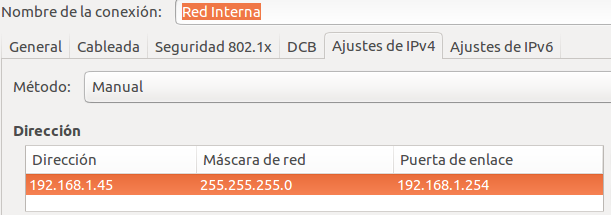 Nombre de la conexión: Red Interna
General Cableada Seguridad 802.1x DCB Ajustes de IPv4 Ajustes de IPv6
Método: Manual
Dirección
Dirección Máscara de red Puerta de enlace
192.168.1.45 255.255.255.0 192.168.1.254